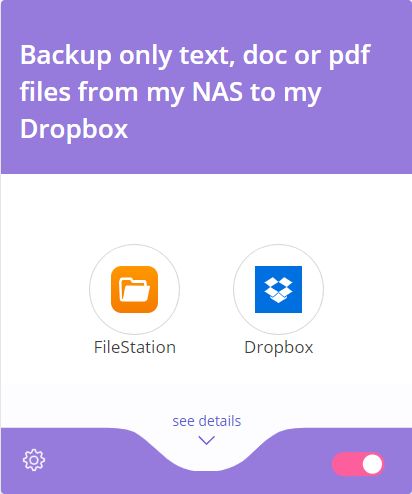 Backup only text, doc or pdf
files from my NAS to my
Dropbox
FileStation
Dropbox
see details